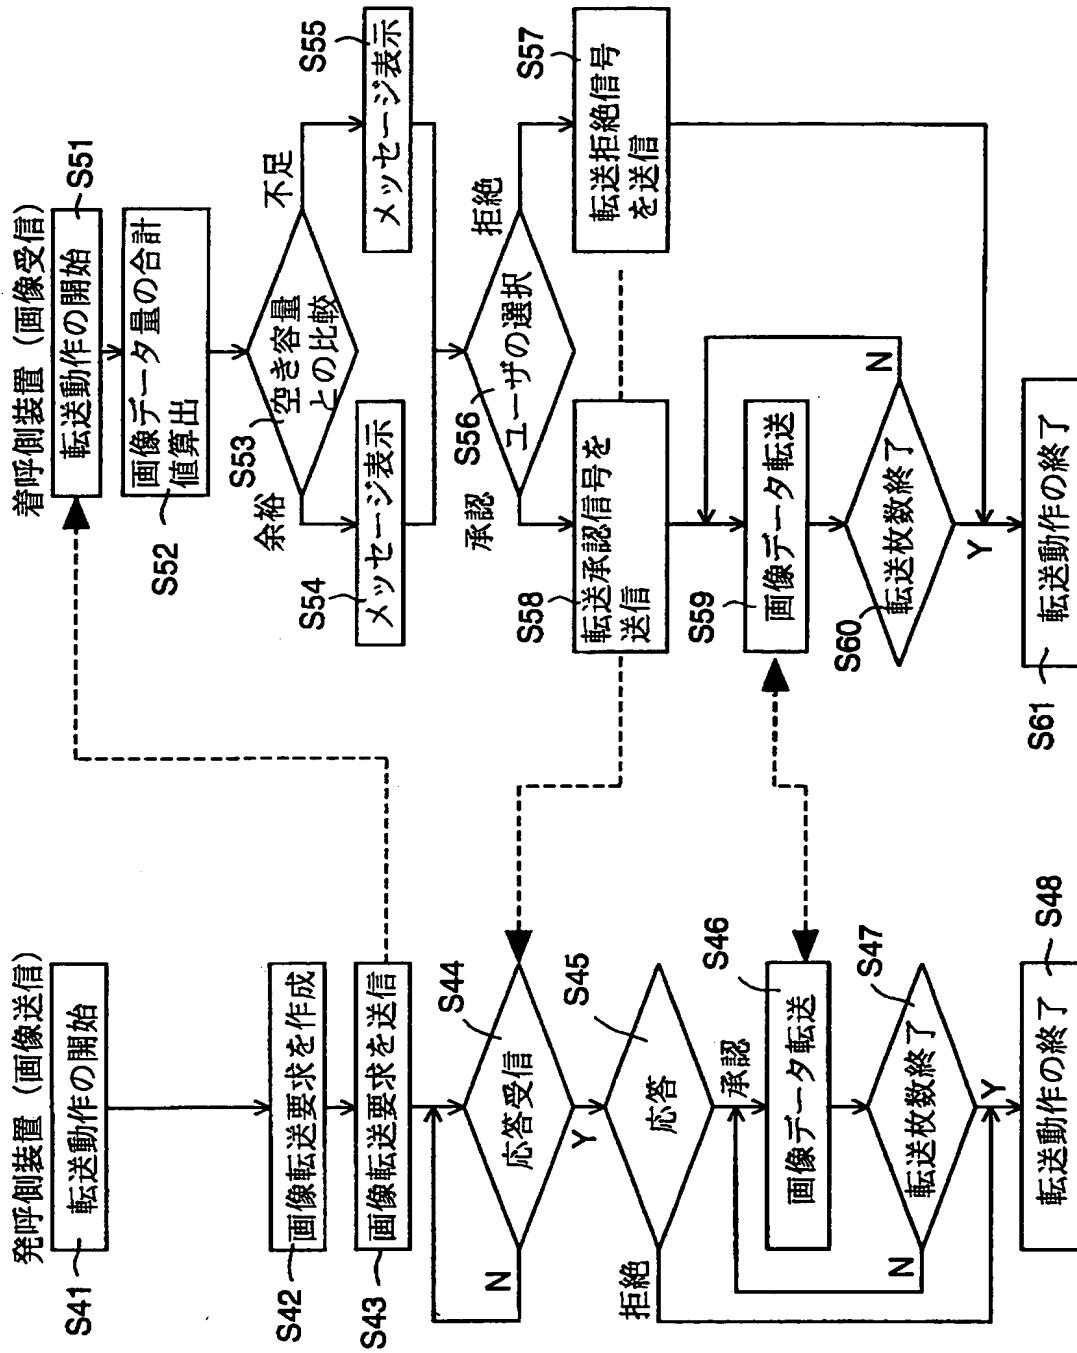 発呼側装置（画像送信）
S41
転送動作の開始
S42
画像転送要求を作成
S43
画像転送要求を送信
S44
応答受信
N
Y
S45
応答
拒絶
承認
S46
画像データ転送
S47
転送枚数終了
N
Y
S48
転送動作の終了
着呼側装置（画像受信）
S51
転送動作の開始
S52
画像データ量の合計
値算出
S53
空き容量
との比較
余裕
不足
S54
メッセージ表示
S55
メッセージ表示
S56
ユーザの選択
承認
拒絶
S57
転送拒絶信号
を送信
S58
転送承認信号を
送信
S59
画像データ転送
S60
転送枚数終了
N
Y
S61
転送動作の終了